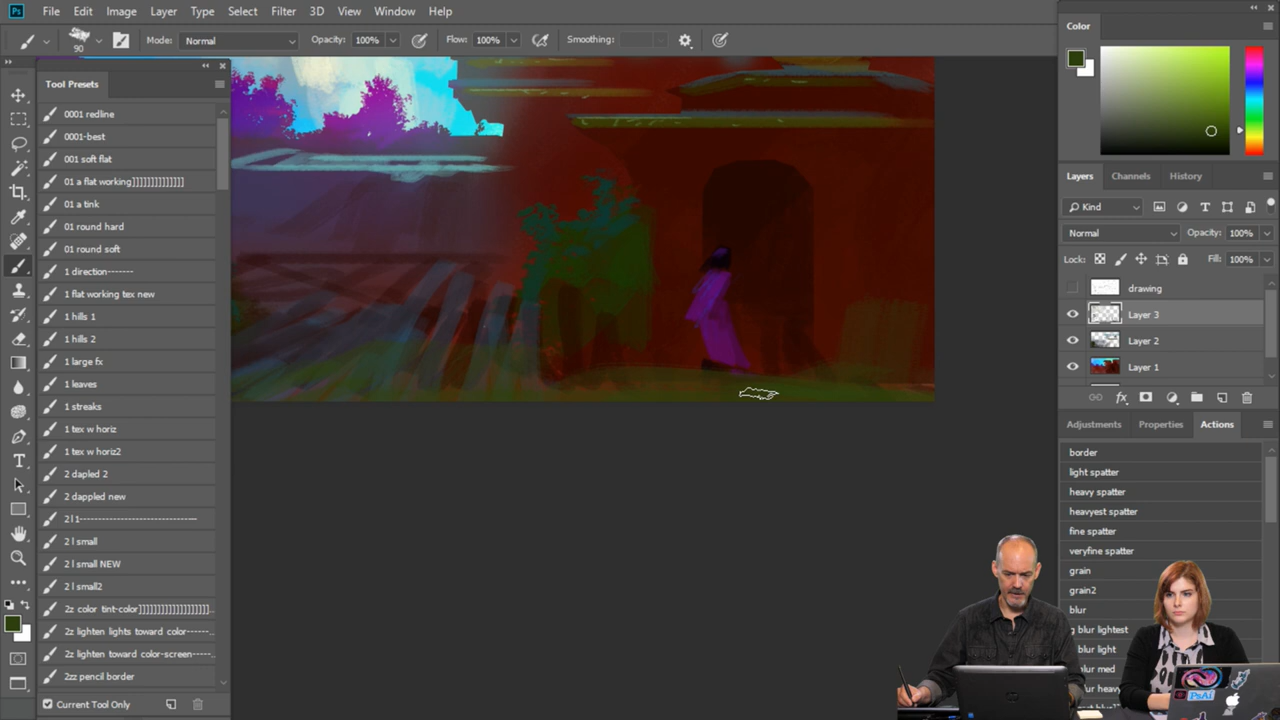 Ps File Edit Image Layer Type Select Filter 3D View Window Help
90 Mode: Normal Opacity: 100% Flow: 100% Smoothing:
Tool Presets
0001 redline
0001-best
001 soft flat
01 a flat working]]]]]]]]]]]]]]
01 a tink
01 round hard
01 round soft
1 direction-------
1 flat working tex new
1 hills 1
1 hills 2
1 large fx
1 leaves
1 streaks
1 tex w horiz
1 tex w horiz2
2 dapled 2
2 dappled new
2 l 1------------------------------
2 l small
2 l small NEW
2 l small2
2z color tint-color]]]]]]]]]]]]]]]]]]]...
2z lighten lights toward color------...
2z lighten toward color-screen-----...
2zz pencil border
Current Tool Only
Color
Layers Channels History
Kind
Normal Opacity: 100%
Lock: Fill: 100%
drawing
Layer 3
Layer 2
Layer 1
fx
Adjustments Properties Actions
border
light spatter
heavy spatter
heavyest spatter
fine spatter
veryfine spatter
grain
grain2
blur
g blur lightest
blur light
blur med
blur heavy
PsAi